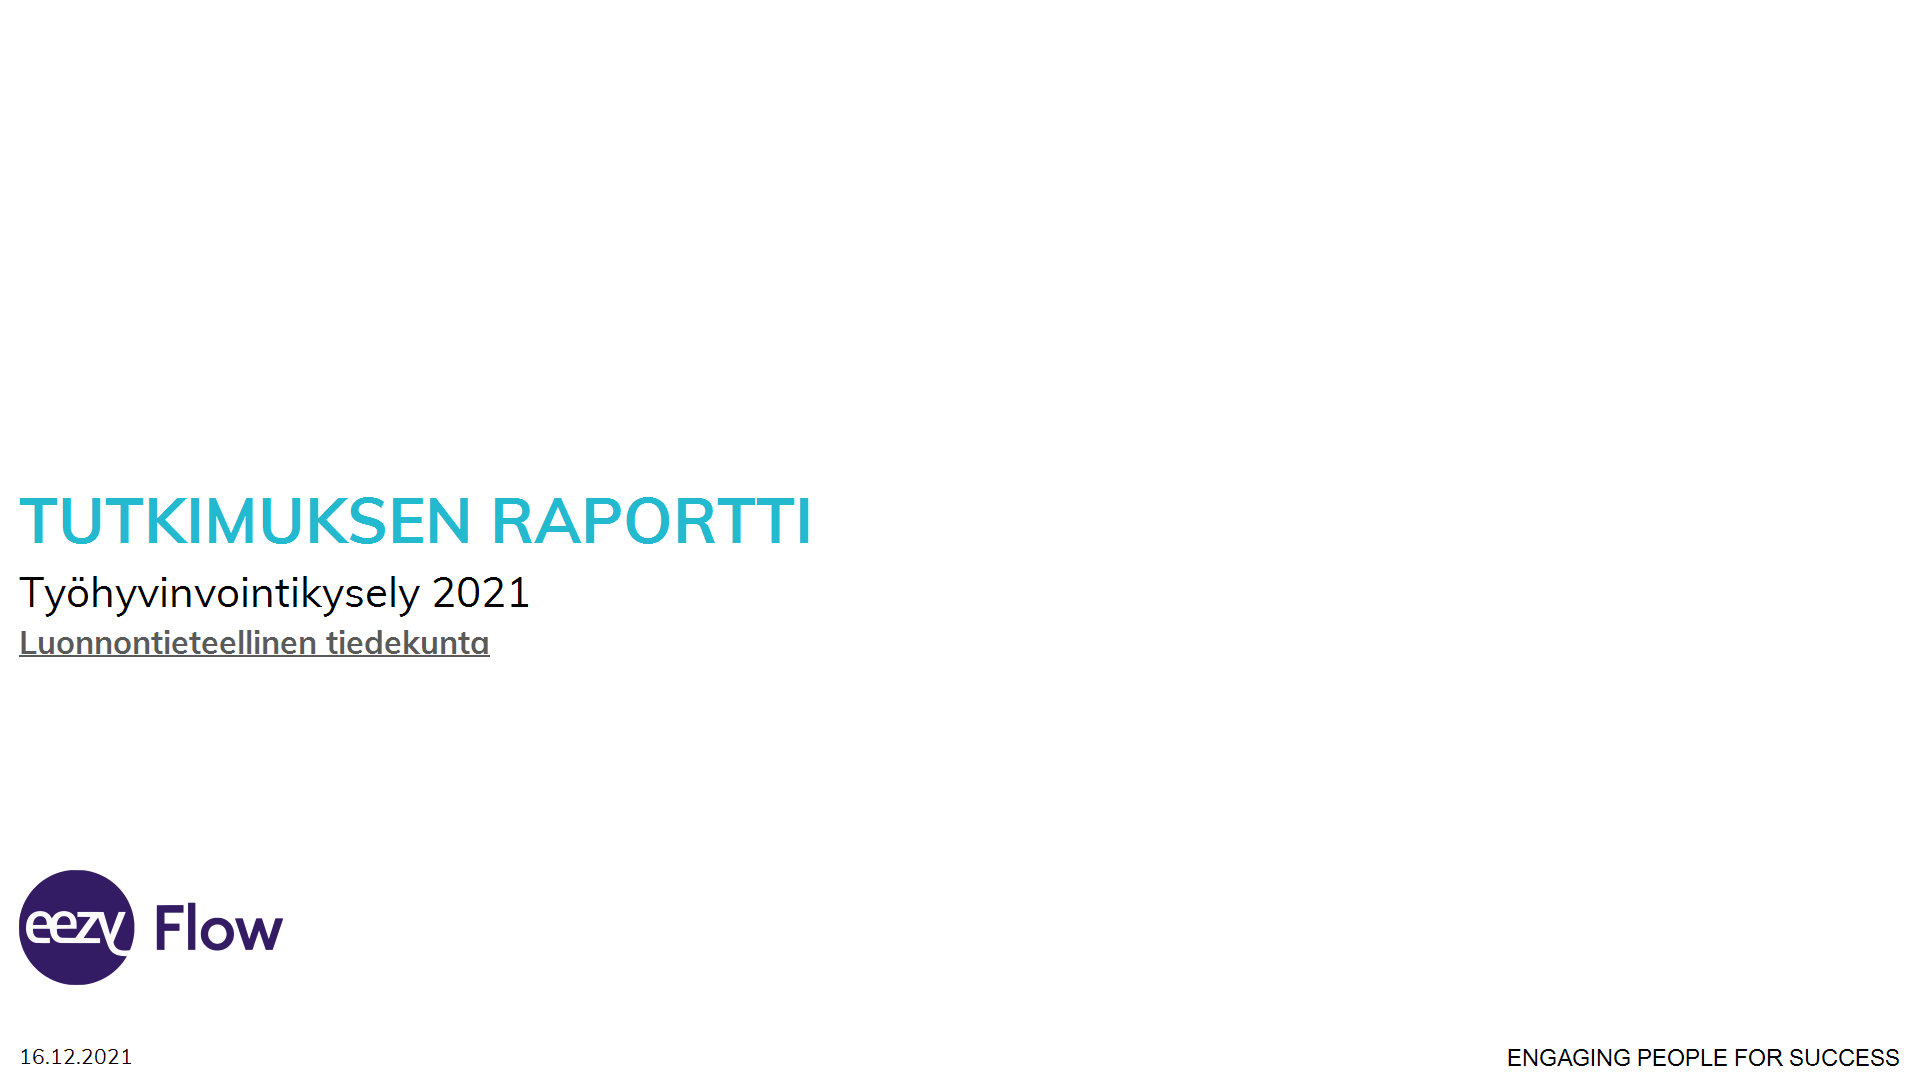 TUTKIMUKSEN RAPORTTI
Työhyvinvointikysely 2021
Luonnontieteellinen tiedekunta
eezy Flow
16.12.2021
ENGAGING PEOPLE FOR SUCCESS